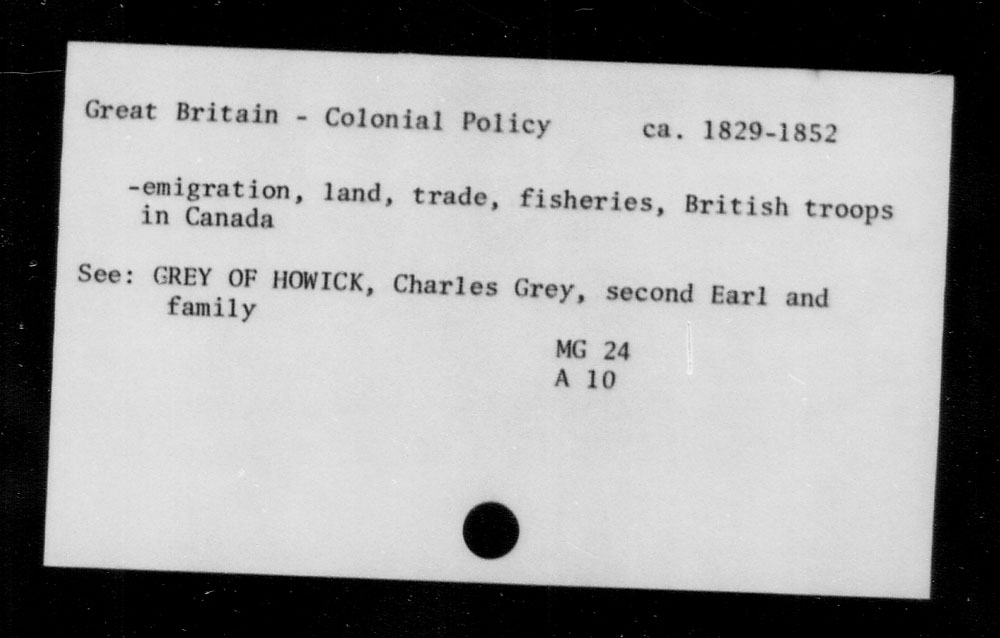 Great Britain - Colonial Policy ca. 1829-1852
-emigration, land, trade, fisheries, British troops
in Canada
See: GREY OF HOWICK, Charles Grey, second Earl and
family
MG 24
A 10